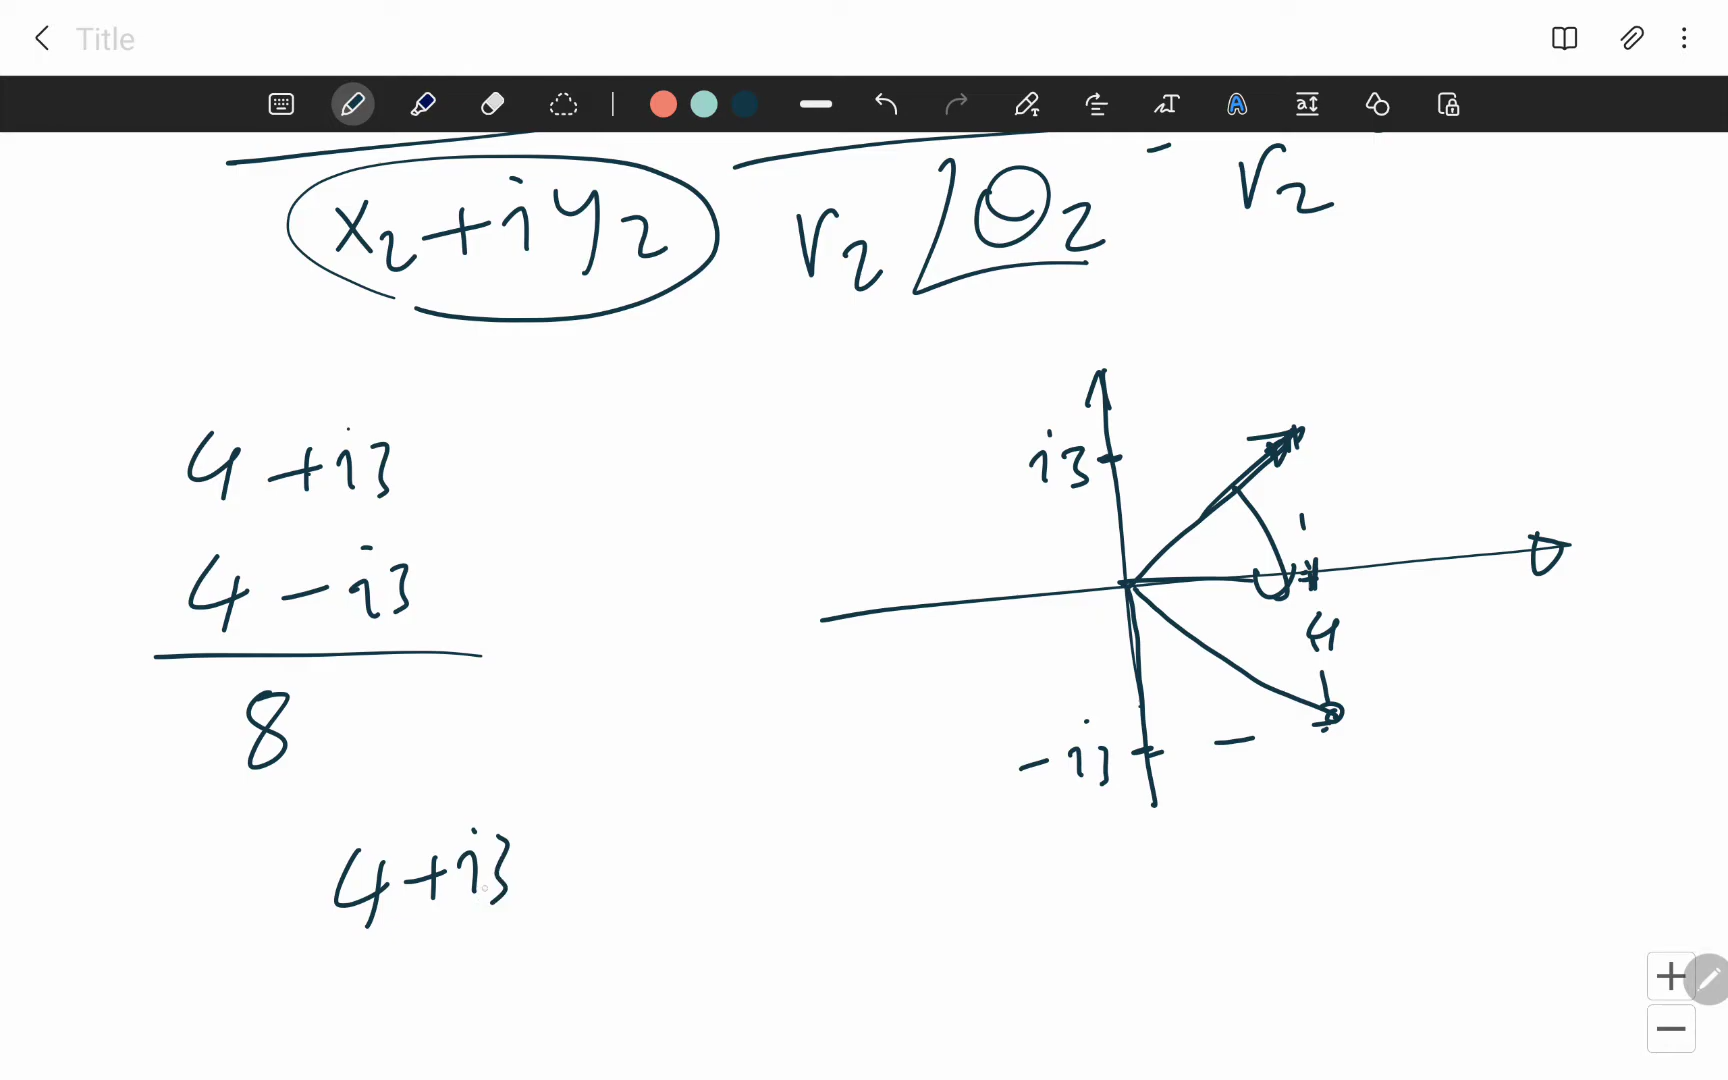 Title
x₂+iy₂ r₂∠θ₂ - r₂
4+i3
4-i3
8
4+i3
i3
4
-i3